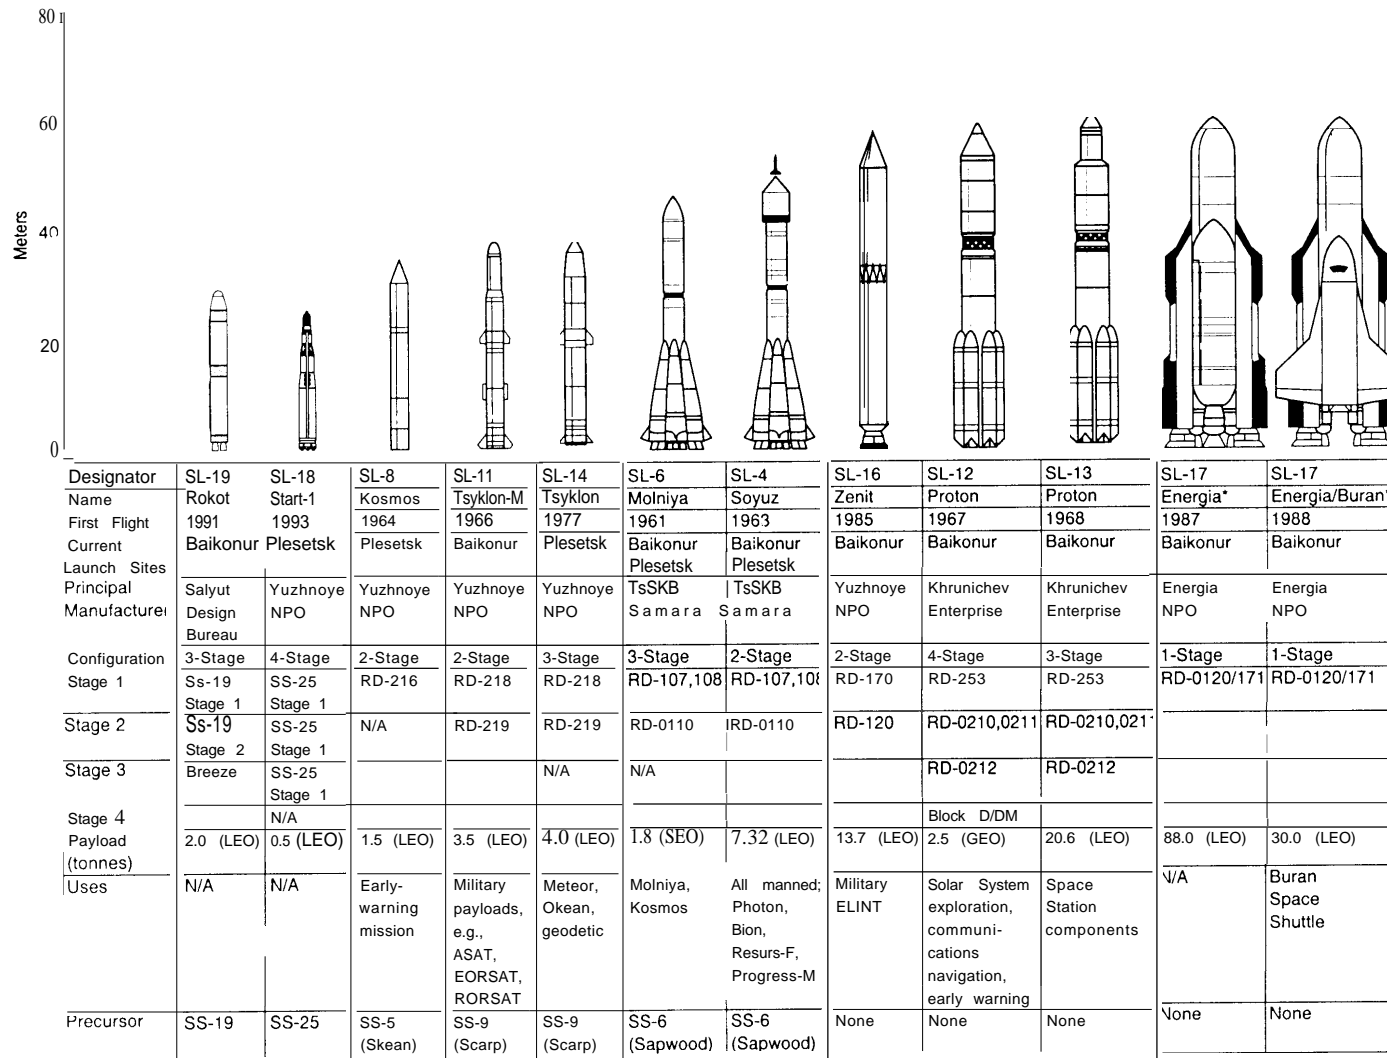 80
60
Meters
40
20
0
Designator SL-19 SL-18 SL-8 SL-11 SL-14 SL-6 SL-4 SL-16 SL-12 SL-13 SL-17 SL-17
Name Rokot Start-1 Kosmos Tsyklon-M Tsyklon Molniya Soyuz Zenit Proton Proton Energia* Energia/Buran*
First Flight 1991 1993 1964 1966 1977 1961 1963 1985 1967 1968 1987 1988
Current Baikonur Plesetsk Plesetsk Baikonur Plesetsk Baikonur Baikonur Baikonur Baikonur Baikonur Baikonur Baikonur
Launch Sites Plesetsk Plesetsk
Principal Salyut Yuzhnoye Yuzhnoye Yuzhnoye Yuzhnoye TsSKB TsSKB Yuzhnoye Khrunichev Khrunichev Energia Energia
Manufacturer Design NPO NPO NPO NPO Samara Samara NPO Enterprise Enterprise NPO NPO
Bureau
Configuration 3-Stage 4-Stage 2-Stage 2-Stage 3-Stage 3-Stage 2-Stage 2-Stage 4-Stage 3-Stage 1-Stage 1-Stage
Stage 1 Ss-19 SS-25 RD-216 RD-218 RD-218 RD-107,108 RD-107,108 RD-170 RD-253 RD-253 RD-0120/171 RD-0120/171
Stage 1 Stage 1
Stage 2 Ss-19 SS-25 N/A RD-219 RD-219 RD-0110 IRD-0110 RD-120 RD-0210,0211 RD-0210,0211
Stage 2 Stage 1
Stage 3 Breeze SS-25 N/A N/A RD-0212 RD-0212
Stage 1
Stage 4 N/A Block D/DM
Payload 2.0 (LEO) 0.5 (LEO) 1.5 (LEO) 3.5 (LEO) 4.0 (LEO) 1.8 (SEO) 7.32 (LEO) 13.7 (LEO) 2.5 (GEO) 20.6 (LEO) 88.0 (LEO) 30.0 (LEO)
(tonnes)
Uses N/A N/A Early- Military Meteor, Molniya, All manned; Military Solar System Space N/A Buran
warning payloads, Okean, Kosmos Photon, ELINT exploration, Station Space
mission e.g., geodetic Bion, communi- components Shuttle
ASAT, Resurs-F, cations
EORSAT, Progress-M navigation,
RORSAT early warning
Precursor SS-19 SS-25 SS-5 SS-9 SS-9 SS-6 SS-6 None None None None None
(Skean) (Scarp) (Scarp) (Sapwood) (Sapwood)